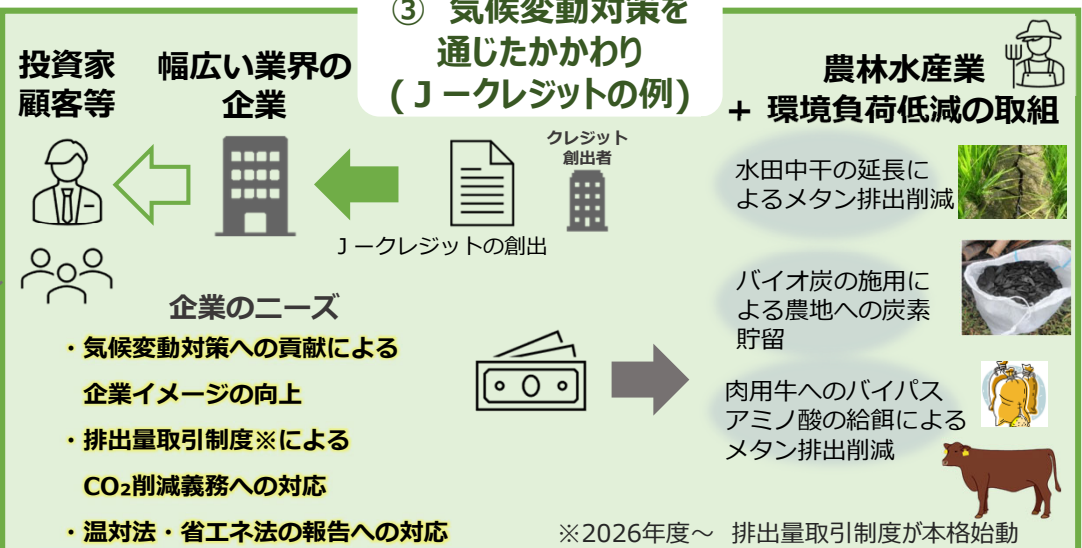 ③ 気候変動対策を
通じたかかわり
(Jークレジットの例)
投資家
顧客等
幅広い業界の
企業
クレジット
創出者
Jークレジットの創出
企業のニーズ
・気候変動対策への貢献による
企業イメージの向上
・排出量取引制度※による
CO₂削減義務への対応
・温対法・省エネ法の報告への対応
農林水産業
+ 環境負荷低減の取組
水田中干の延長に
よるメタン排出削減
バイオ炭の施用に
よる農地への炭素
貯留
肉用牛へのバイパス
アミノ酸の給餌による
メタン排出削減
※2026年度～ 排出量取引制度が本格始動